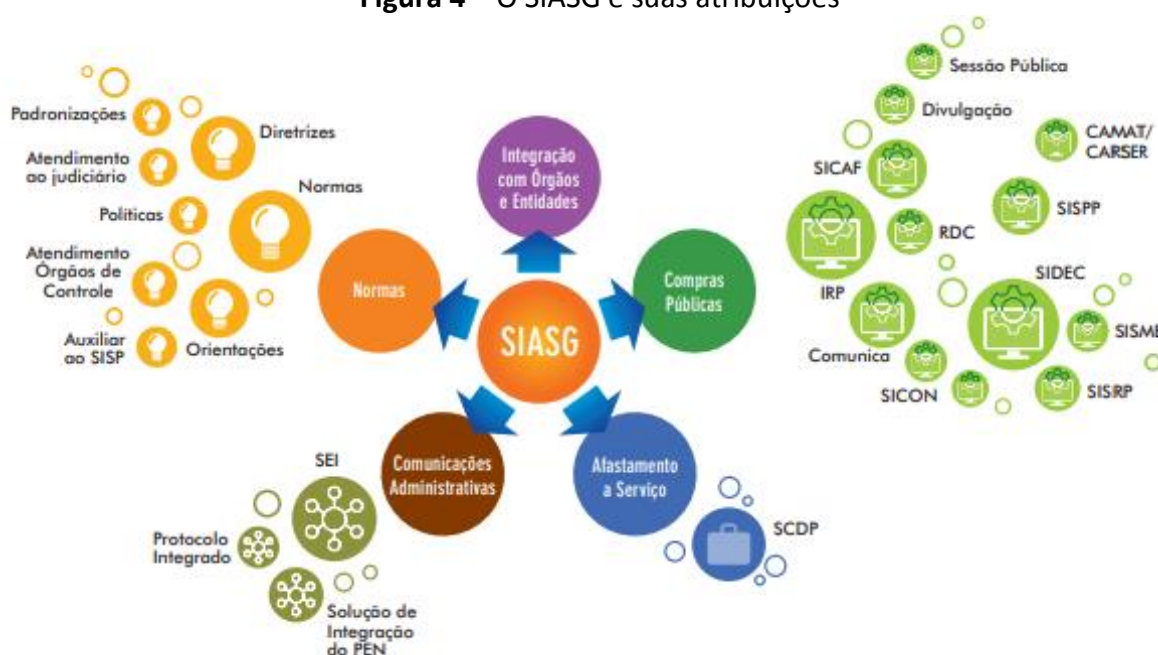 Figura 4 – O SIASG e suas atribuições
Padronizações
Diretrizes
Atendimento
ao judiciário
Normas
Políticas
Atendimento
Órgãos de
Controle
Auxiliar
ao SISP
Orientações
Integração
com Órgãos
e Entidades
Normas
Compras
Públicas
SIASG
Comunicações
Administrativas
Afastamento
a Serviço
SEI
Protocolo
Integrado
Solução de
Integração
do PEN
SCDP
Sessão Pública
Divulgação
CAMAT/
CARSER
SICAF
SISPP
RDC
SIDEC
IRP
Comunica
SISME
SICON
SISRP